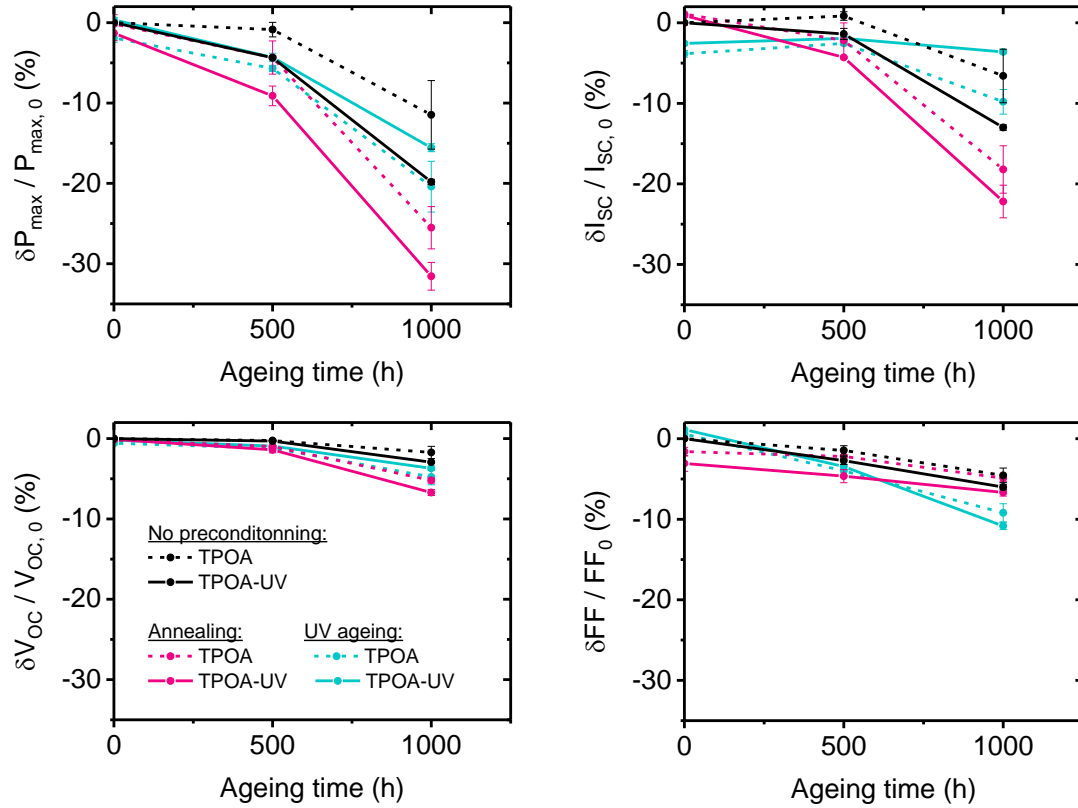 δP_max / P_max, 0 (%)
0
-10
-20
-30
0
500
1000
Ageing time (h)
δI_SC / I_SC, 0 (%)
0
-10
-20
-30
0
500
1000
Ageing time (h)
δV_OC / V_OC, 0 (%)
0
-10
-20
-30
No preconditonning:
TPOA
TPOA-UV
Annealing:
TPOA
TPOA-UV
UV ageing:
TPOA
TPOA-UV
0
500
1000
Ageing time (h)
δFF / FF_0 (%)
0
-10
-20
-30
0
500
1000
Ageing time (h)